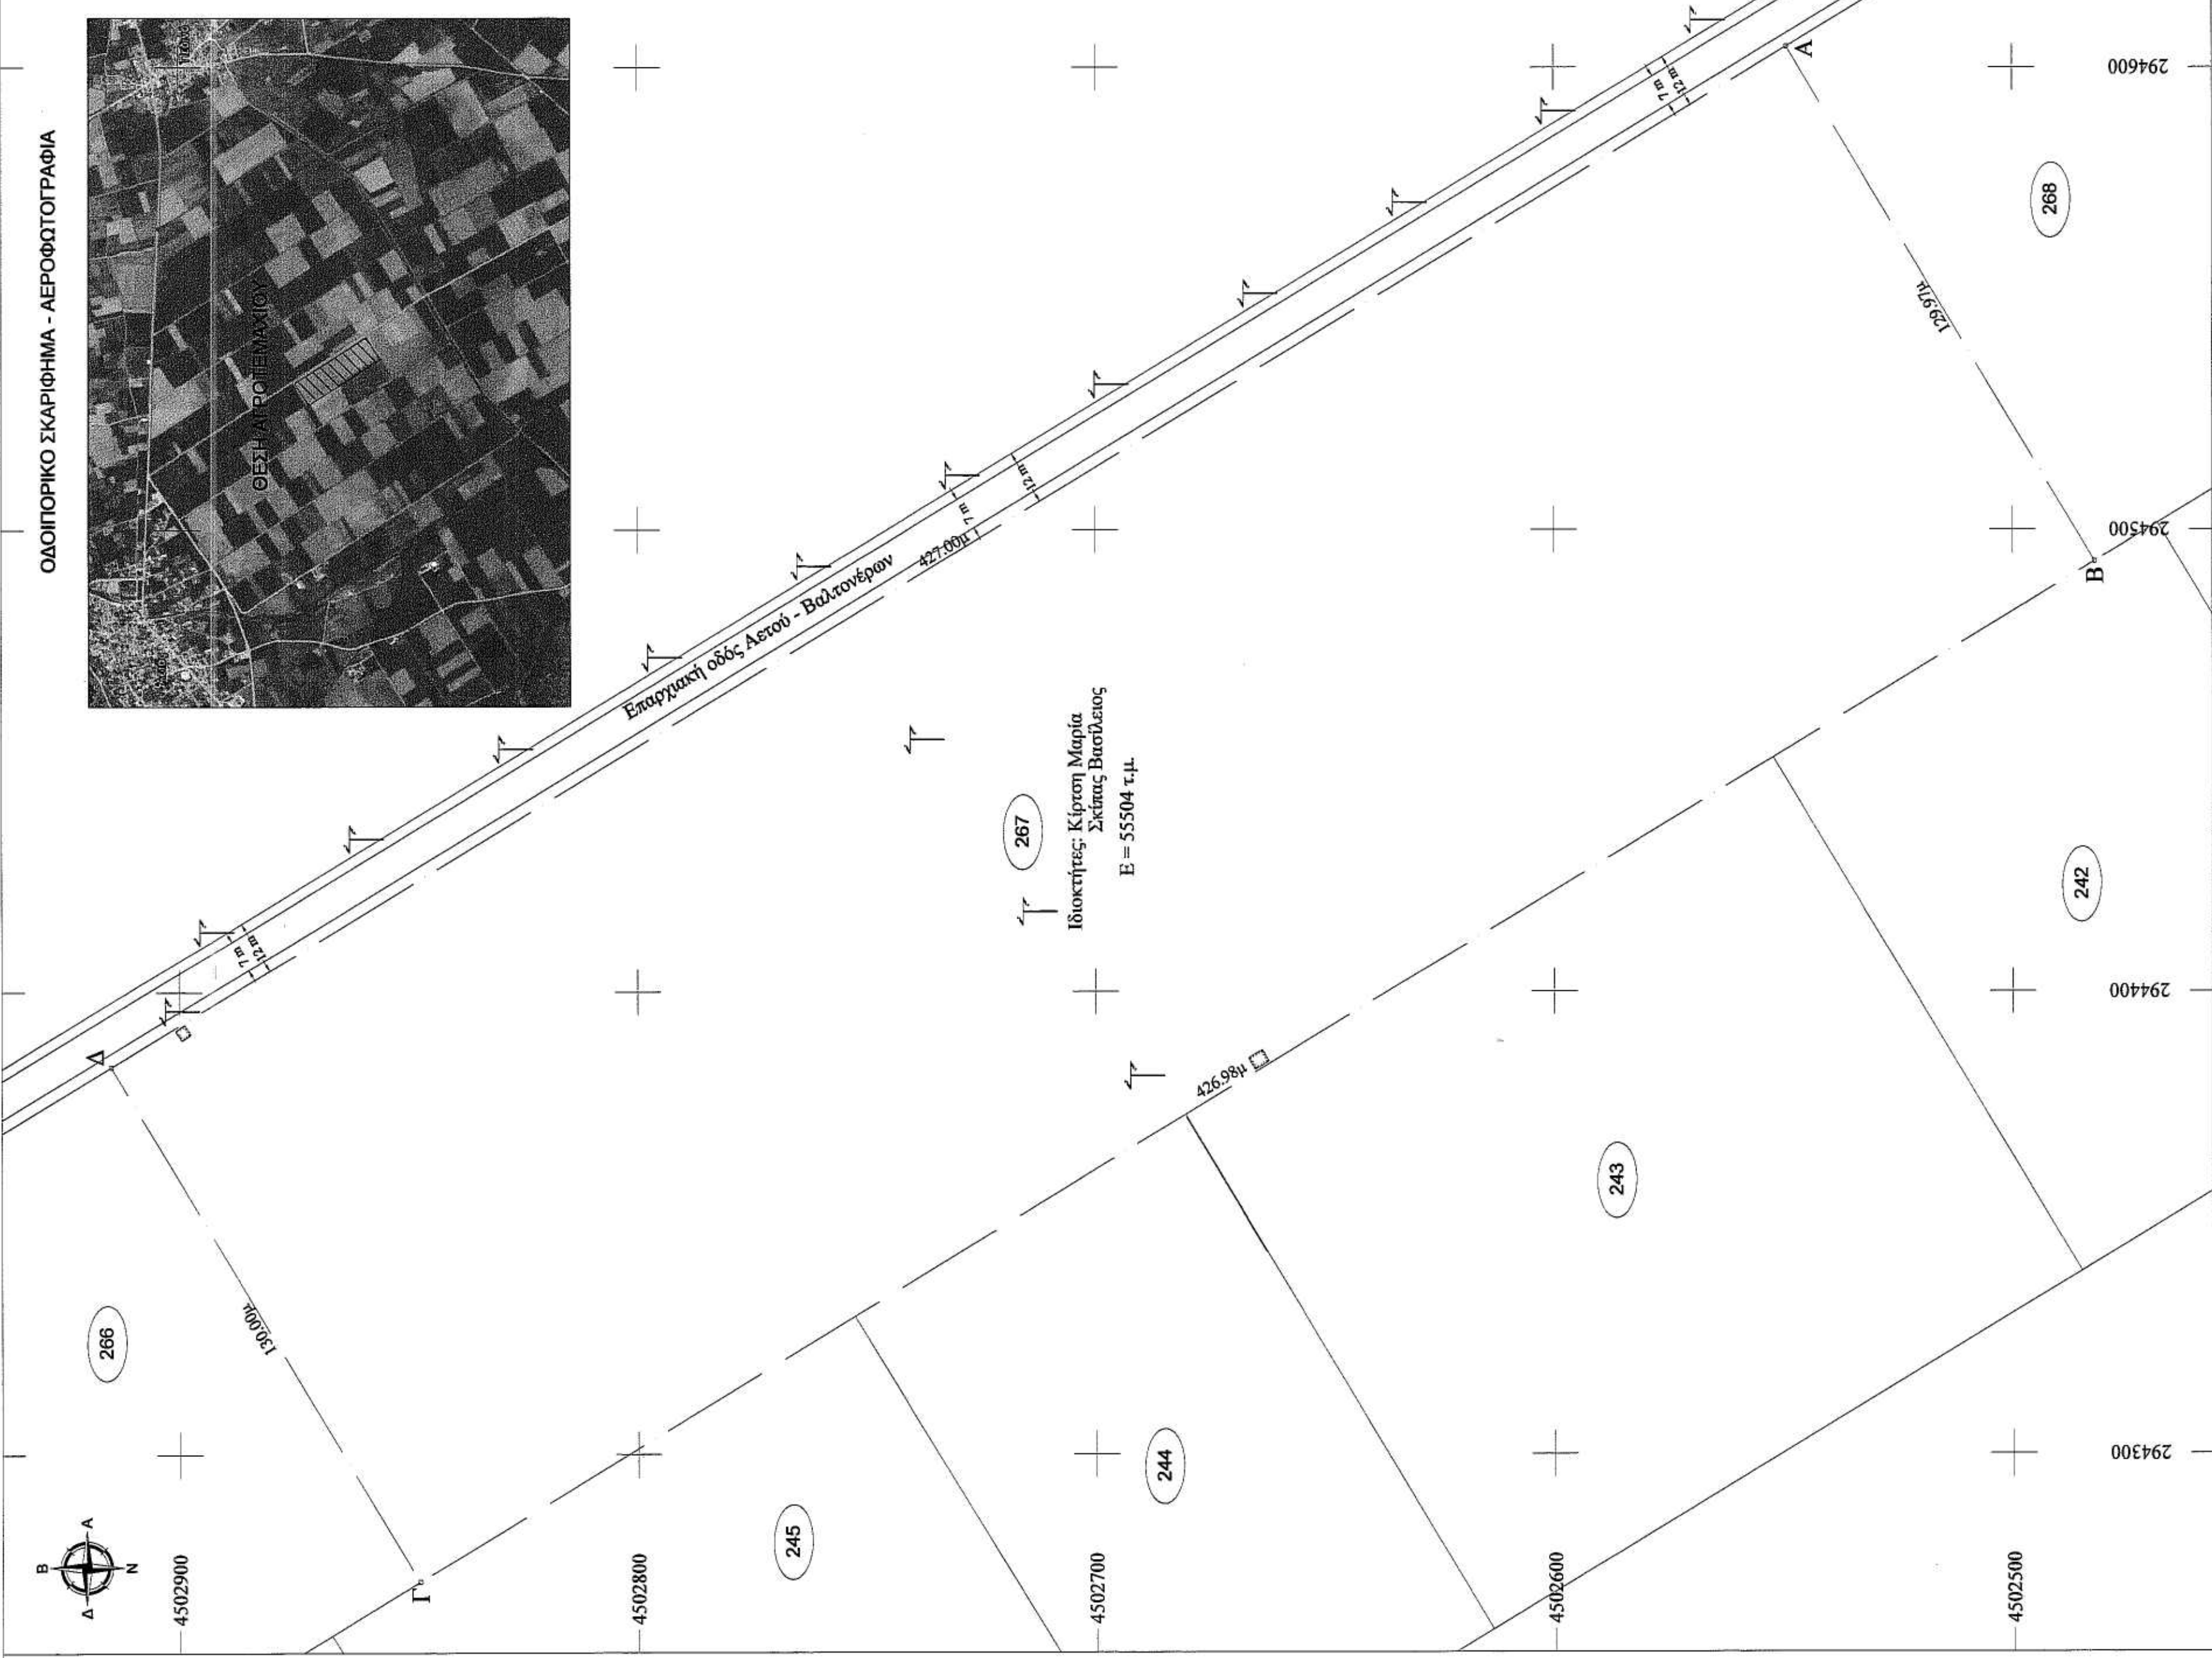 ΟΔΟΙΠΟΡΙΚΟ ΣΚΑΡΙΦΗΜΑ - ΑΕΡΟΦΩΤΟΓΡΑΦΙΑ
ΘΕΣΗ ΑΓΡΟΤΕΜΑΧΙΟΥ
Β
Δ
Α
Ν
4502900
4502800
4502700
4502600
4502500
294600
294500
294400
294300
266
130.00μ.
Γ
Δ
7 m
12 m
Επαρχιακή οδός Αετού - Βαλτονέρων
427.00μ
7 m
12 m
7 m
12 m
Α
129.97μ.
268
Β
267
Ιδιοκτήτες: Κίρτση Μαρία
Σκίπας Βασίλειος
Ε = 55504 τ.μ.
426.98μ
245
244
243
242